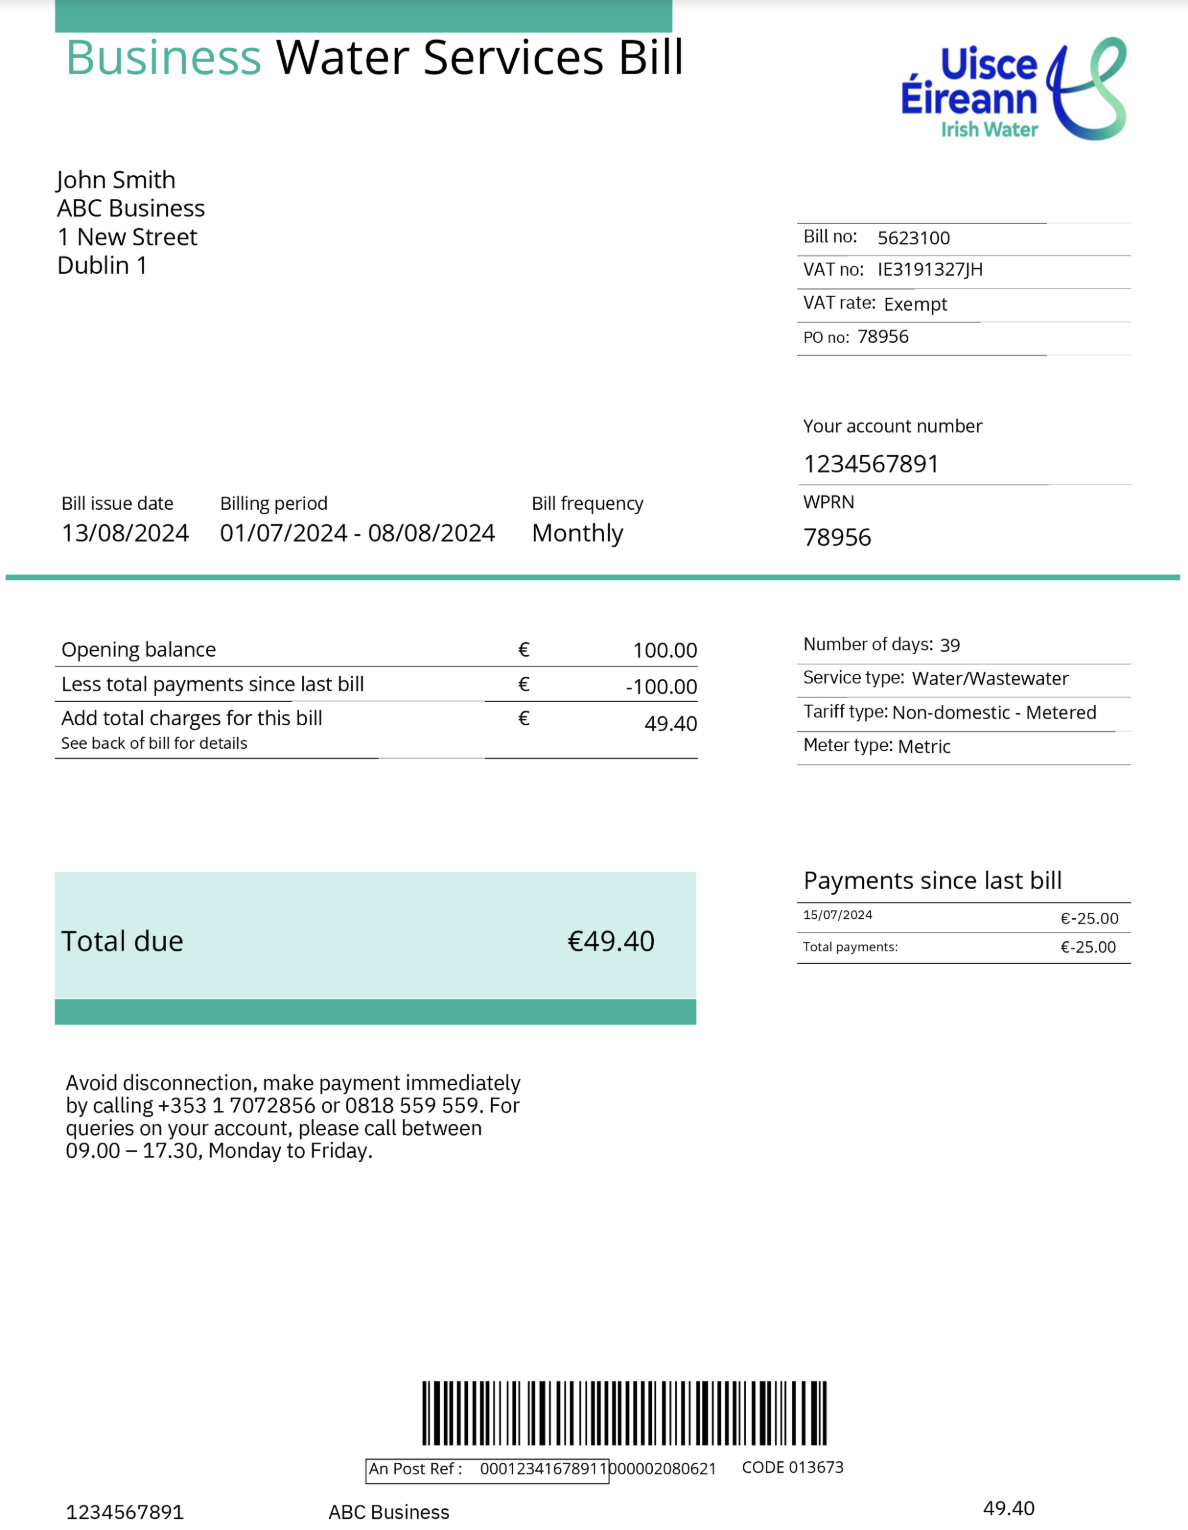 Business Water Services Bill
Uisce
Éireann
Irish Water
John Smith
ABC Business
1 New Street
Dublin 1
Bill no: 5623100
VAT no: IE3191327JH
VAT rate: Exempt
PO no: 78956
Your account number
1234567891
WPRN
78956
Bill issue date Billing period Bill frequency
13/08/2024 01/07/2024 - 08/08/2024 Monthly
Opening balance € 100.00
Less total payments since last bill € -100.00
Add total charges for this bill € 49.40
See back of bill for details
Number of days: 39
Service type: Water/Wastewater
Tariff type: Non-domestic - Metered
Meter type: Metric
Total due €49.40
Payments since last bill
15/07/2024 €-25.00
Total payments: €-25.00
Avoid disconnection, make payment immediately
by calling +353 1 7072856 or 0818 559 559. For
queries on your account, please call between
09.00 – 17.30, Monday to Friday.
An Post Ref : 00012341678911000002080621 CODE 013673
1234567891 ABC Business 49.40